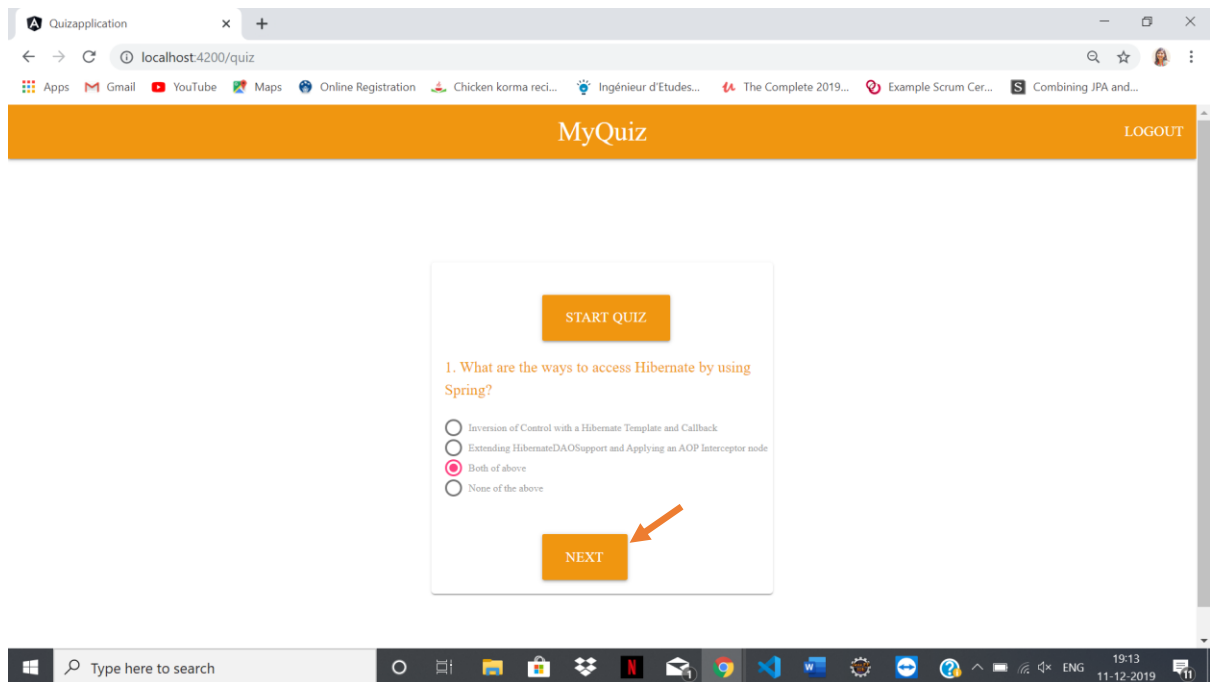 Quizapplication
localhost:4200/quiz
Apps Gmail YouTube Maps Online Registration Chicken korma reci... Ingénieur d'Etudes... The Complete 2019... Example Scrum Cer... S Combining JPA and...
MyQuiz LOGOUT
START QUIZ
1. What are the ways to access Hibernate by using
Spring?
Inversion of Control with a Hibernate Template and Callback
Extending HibernateDAOSupport and Applying an AOP Interceptor node
Both of above
None of the above
NEXT
Type here to search ENG 19:13
11-12-2019